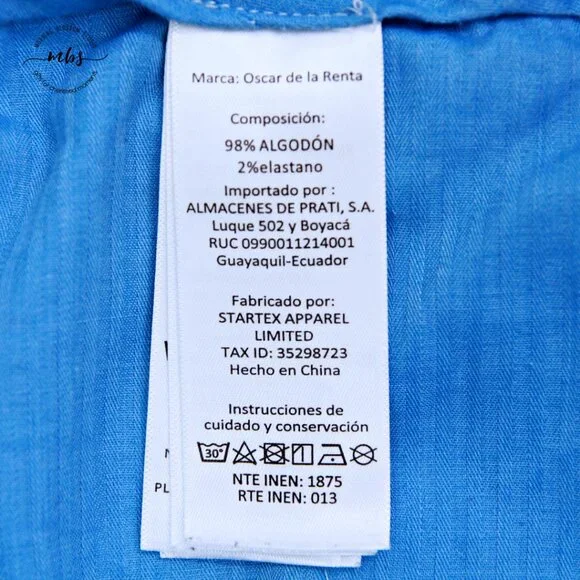 mbs
Marca: Oscar de la Renta
Composición:
98% ALGODÓN
2%elastano
Importado por :
ALMACENES DE PRATI, S.A.
Luque 502 y Boyacá
RUC 0990011214001
Guayaquil-Ecuador
Fabricado por:
STARTEX APPAREL
LIMITED
TAX ID: 35298723
Hecho en China
Instrucciones de
cuidado y conservación
30°
NTE INEN: 1875
RTE INEN: 013
PL